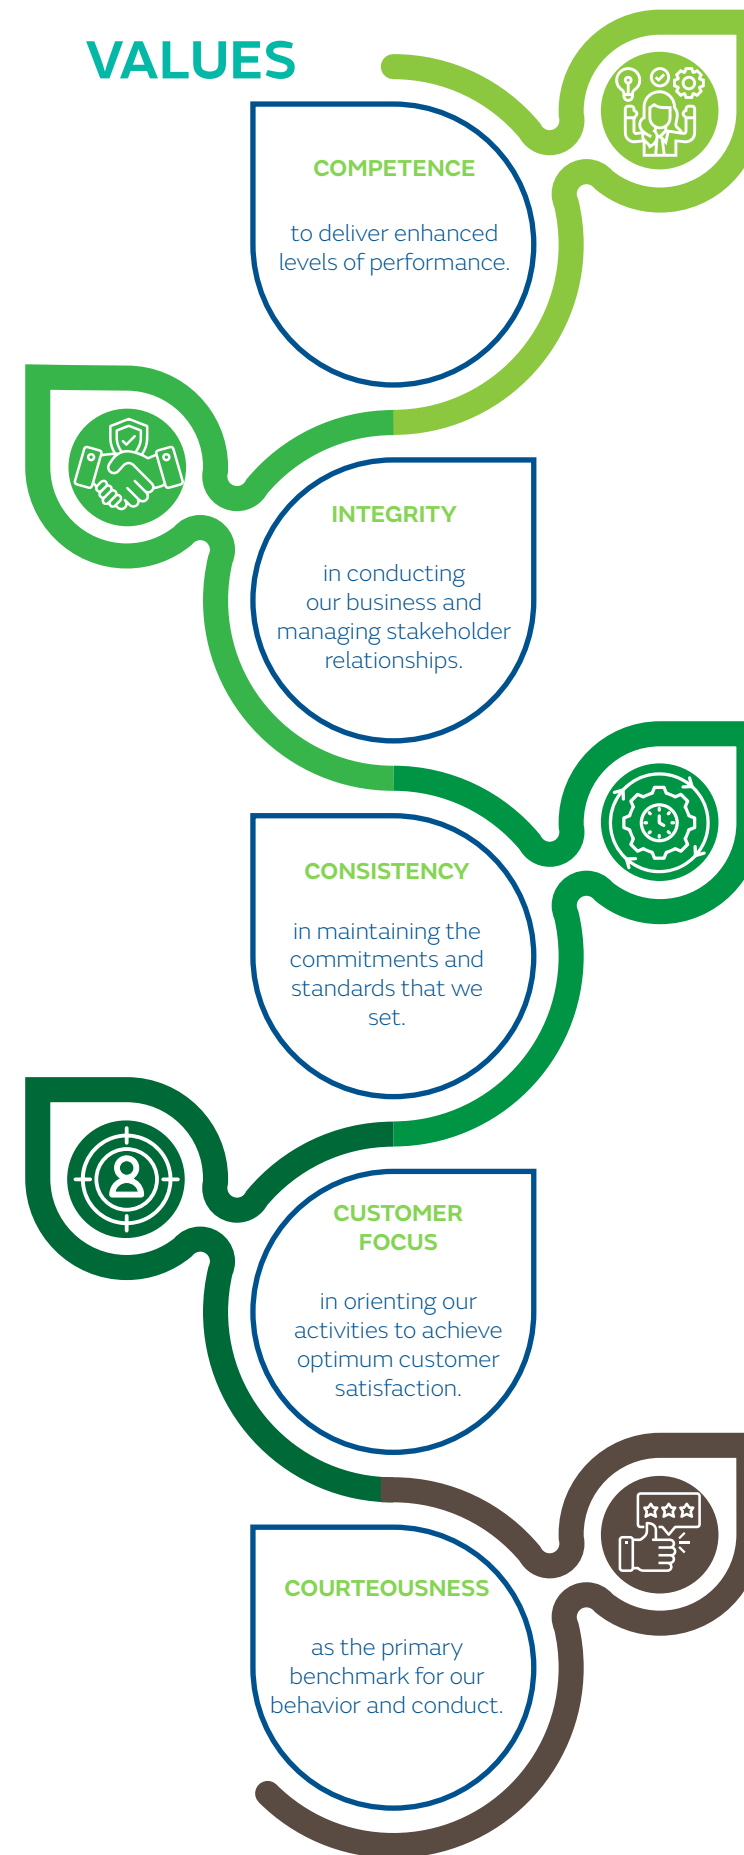 VALUES
COMPETENCE
to deliver enhanced
levels of performance.
INTEGRITY
in conducting
our business and
managing stakeholder
relationships.
CONSISTENCY
in maintaining the
commitments and
standards that we
set.
CUSTOMER
FOCUS
in orienting our
activities to achieve
optimum customer
satisfaction.
COURTEOUSNESS
as the primary
benchmark for our
behavior and conduct.